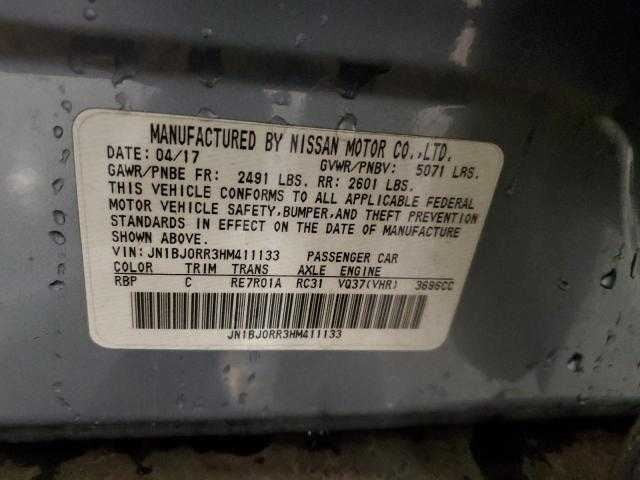 MANUFACTURED BY NISSAN MOTOR CO.,LTD.
DATE: 04/17 GVWR/PNBV: 5071 LBS.
GAWR/PNBE FR: 2491 LBS. RR: 2601 LBS.
THIS VEHICLE CONFORMS TO ALL APPLICABLE FEDERAL
MOTOR VEHICLE SAFETY, BUMPER, AND THEFT PREVENTION
STANDARDS IN EFFECT ON THE DATE OF MANUFACTURE
SHOWN ABOVE.
VIN: JN1BJ0RR3HM411133 PASSENGER CAR
COLOR TRIM TRANS AXLE ENGINE
RBP C RE7R01A RC31 VQ37(VHR) 3696CC
JN1BJ0RR3HM411133